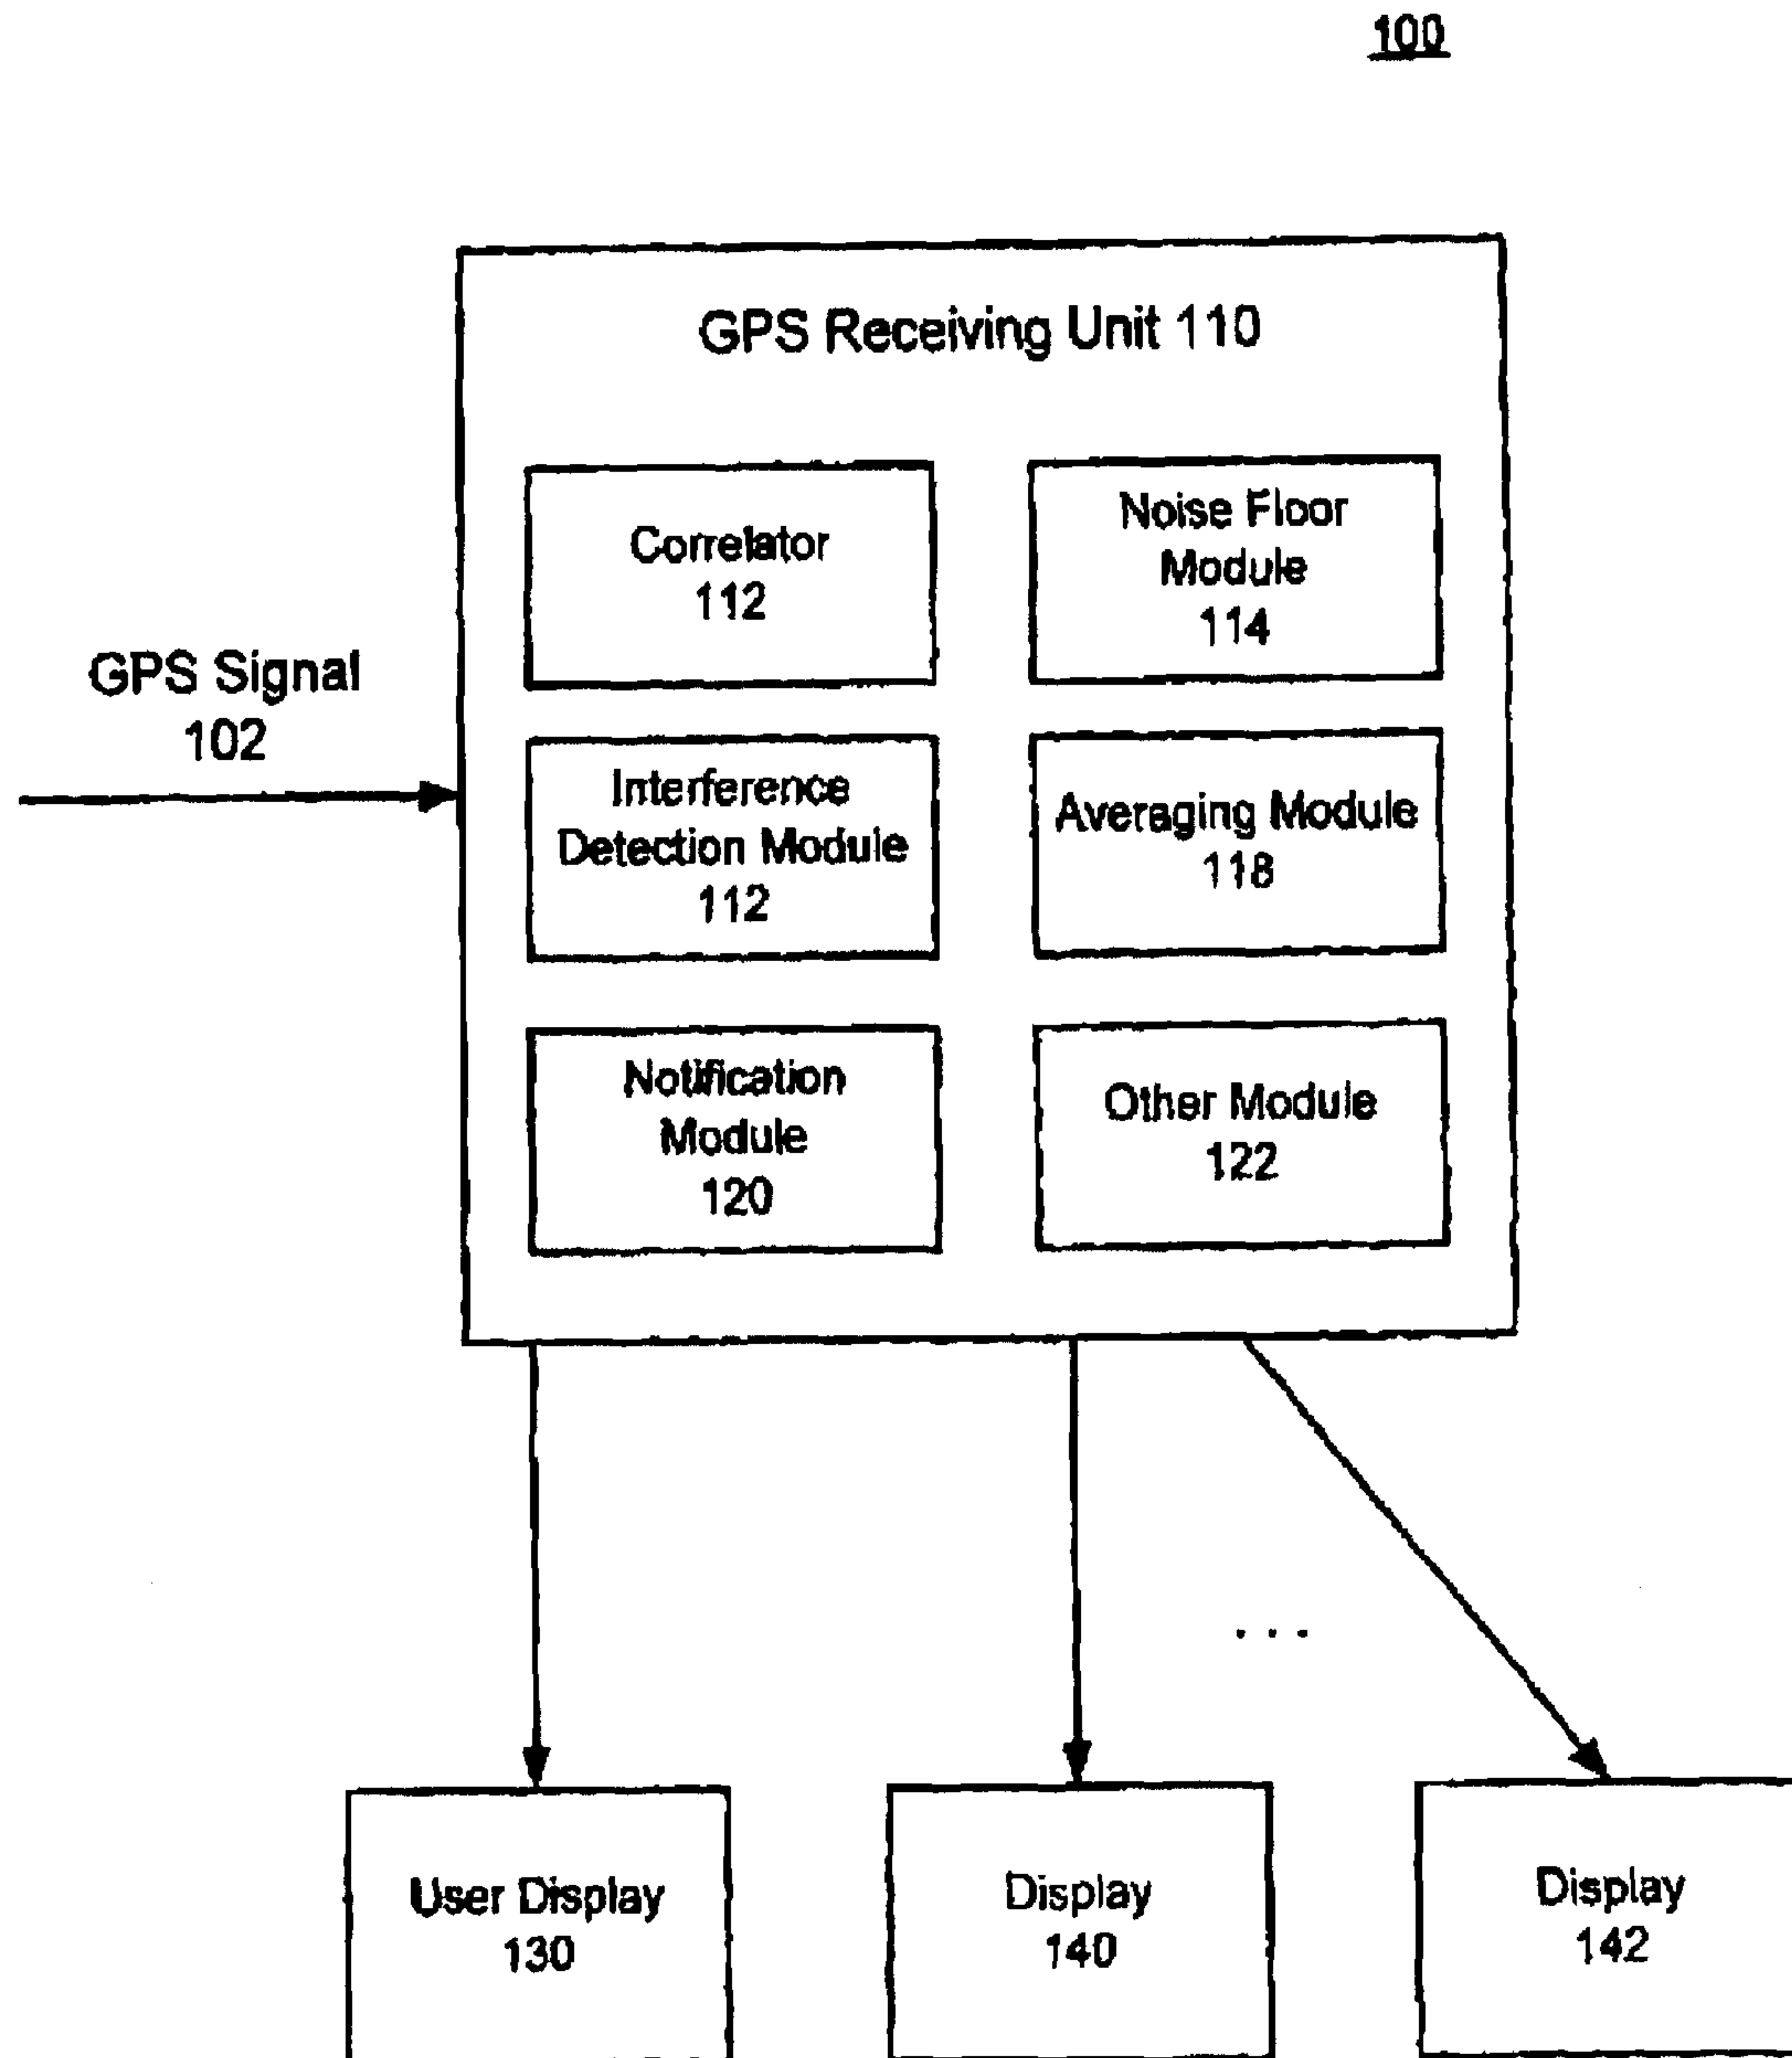 100
GPS Receiving Unit 110
Correlator
112
Noise Floor
Module
114
GPS Signal
102
Interference
Detection Module
112
Averaging Module
118
Notification
Module
120
Other Module
122
...
User Display
130
Display
140
Display
142